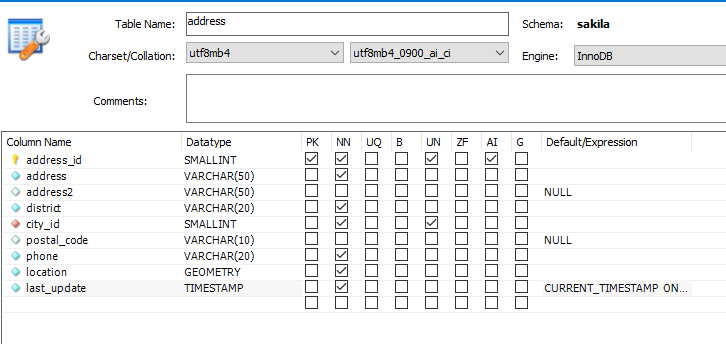 Table Name: address Schema: sakila
Charset/Collation: utf8mb4 utf8mb4_0900_ai_ci Engine: InnoDB
Comments:
Column Name Datatype PK NN UQ B UN ZF AI G Default/Expression
address_id SMALLINT
address VARCHAR(50)
address2 VARCHAR(50) NULL
district VARCHAR(20)
city_id SMALLINT
postal_code VARCHAR(10) NULL
phone VARCHAR(20)
location GEOMETRY
last_update TIMESTAMP CURRENT_TIMESTAMP ON...